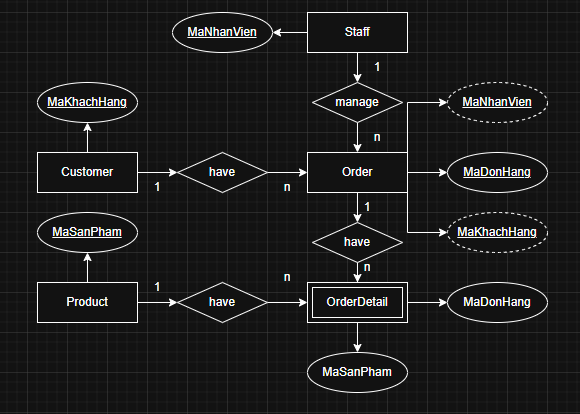 Staff
MaNhanVien
1
MaKhachHang
manage
MaNhanVien
n
Customer
1
have
n
Order
MaDonHang
1
MaSanPham
have
MaKhachHang
n
Product
1
have
n
OrderDetail
MaDonHang
MaSanPham